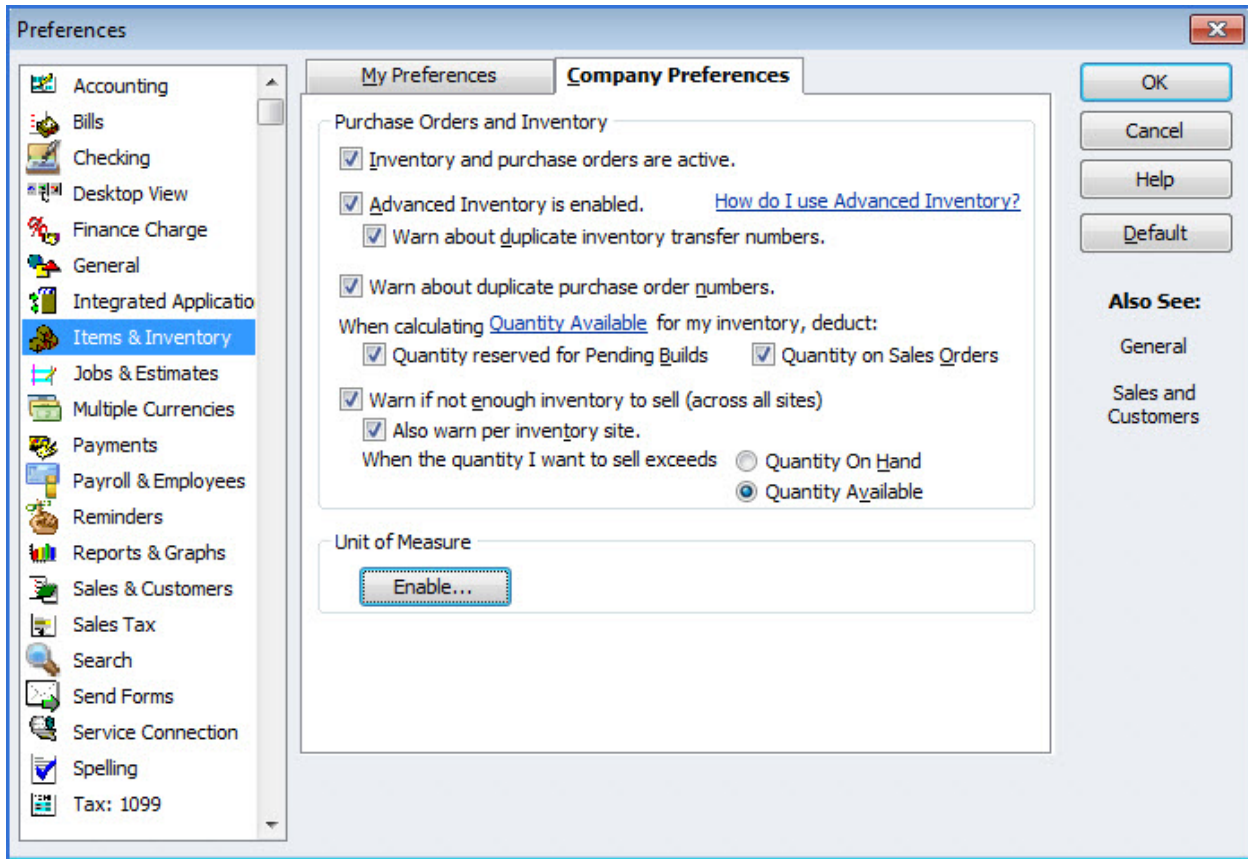 Preferences
Accounting
Bills
Checking
Desktop View
Finance Charge
General
Integrated Applicatio
Items & Inventory
Jobs & Estimates
Multiple Currencies
Payments
Payroll & Employees
Reminders
Reports & Graphs
Sales & Customers
Sales Tax
Search
Send Forms
Service Connection
Spelling
Tax: 1099
My Preferences
Company Preferences
Purchase Orders and Inventory
Inventory and purchase orders are active.
Advanced Inventory is enabled. How do I use Advanced Inventory?
Warn about duplicate inventory transfer numbers.
Warn about duplicate purchase order numbers.
When calculating Quantity Available for my inventory, deduct:
Quantity reserved for Pending Builds Quantity on Sales Orders
Warn if not enough inventory to sell (across all sites)
Also warn per inventory site.
When the quantity I want to sell exceeds Quantity On Hand
Quantity Available
Unit of Measure
Enable...
OK
Cancel
Help
Default
Also See:
General
Sales and
Customers